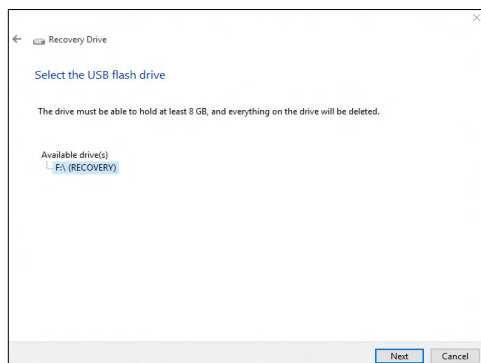 Recovery Drive
Select the USB flash drive
The drive must be able to hold at least 8 GB, and everything on the drive will be deleted.
Available drive(s)
F:\ (RECOVERY)
Next Cancel